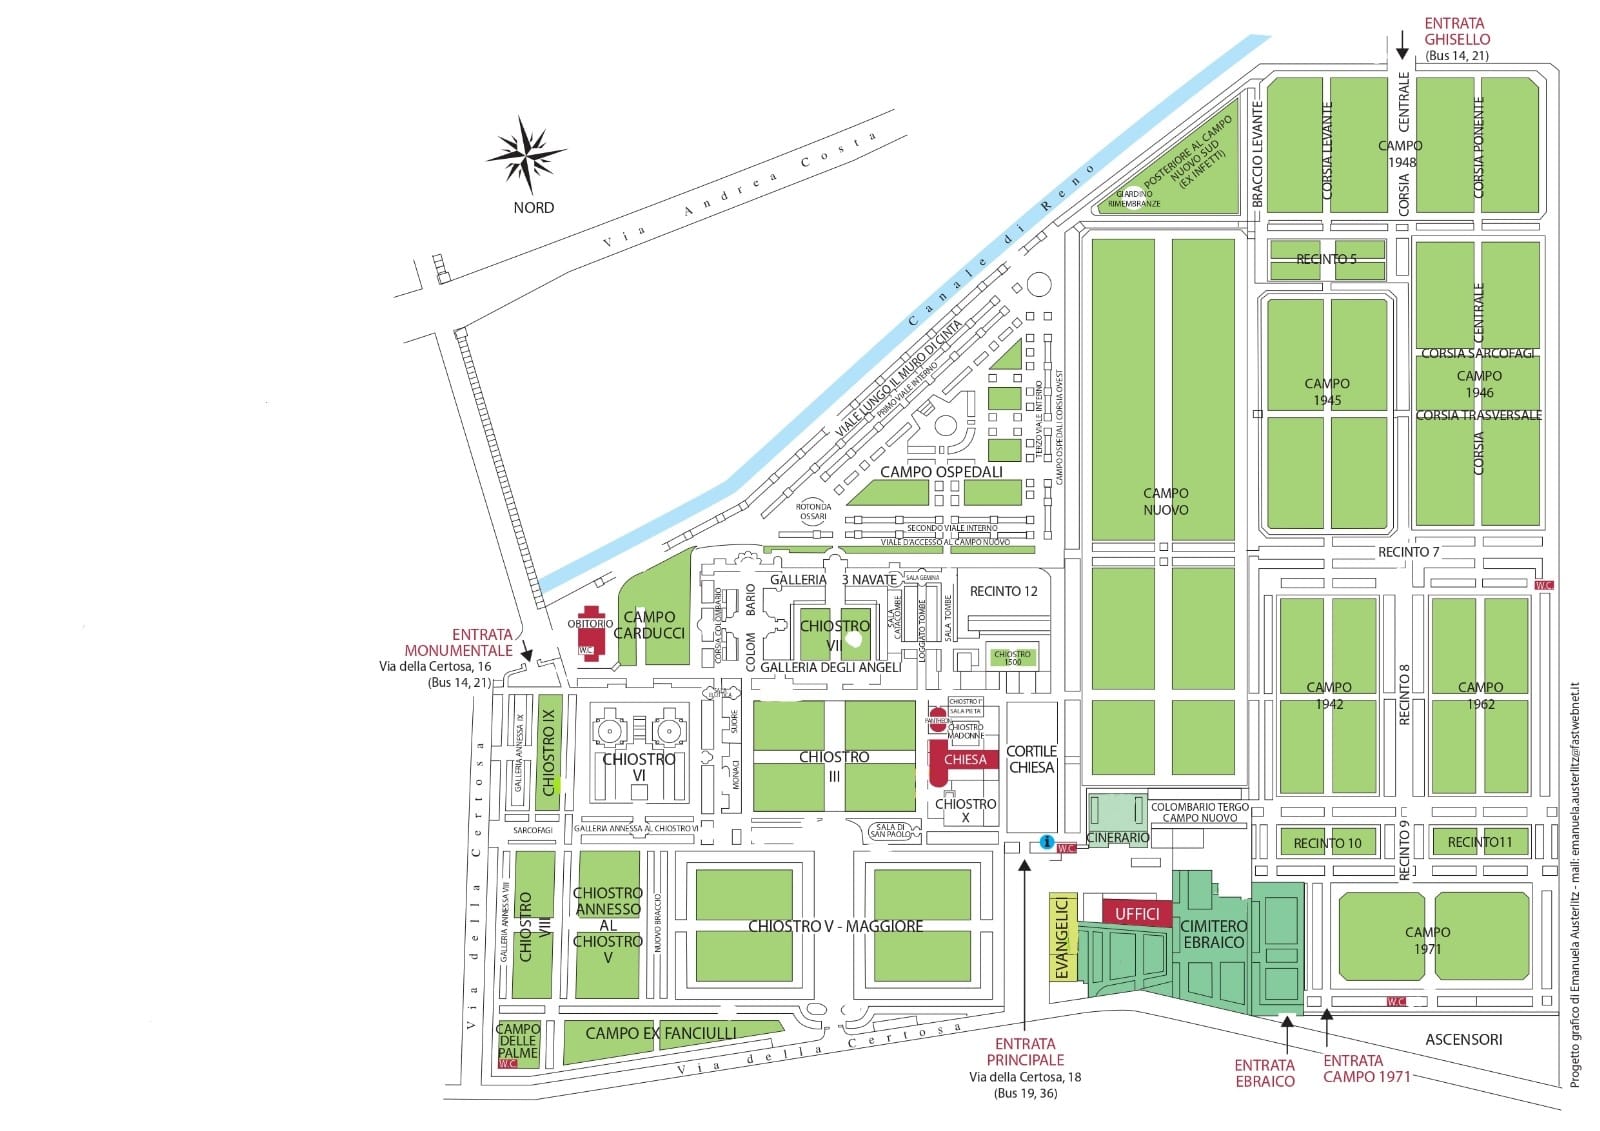 ENTRATA
GHISELLO
(Bus 14, 21)
NORD
Via Andrea Costa
Canale di Reno
POSTERIORE AL CAMPO
NUOVO SUD
(EX INFETTI)
GIARDINO
RIMEMBRANZE
BRACCIO LEVANTE
CORSIA LEVANTE
CORSIA CENTRALE
CAMPO
1948
CORSIA PONENTE
RECINTO 5
CORSIA CENTRALE
CORSIA SARCOFAGI
CAMPO
1945
CAMPO
1946
CORSIA TRASVERSALE
VIALE LUNGO IL MURO DI CINTA
PRIMO VIALE INTERNO
TERZO VIALE INTERNO
CAMPO OSPEDALI CORSIA OVEST
CAMPO OSPEDALI
ROTONDA
OSSARI
SECONDO VIALE INTERNO
VIALE D'ACCESSO AL CAMPO NUOVO
CAMPO
NUOVO
RECINTO 7
W.C.
GALLERIA 3 NAVATE
SALA GEMINA
RECINTO 12
OBITORIO
W.C.
CAMPO
CARDUCCI
CORSIA COLOMBARIO
COLOM BARIO
CHIOSTRO
VII
SALA
CATACOMBE
LOGGIATO TOMBE
SALA TOMBE
CHIOSTRO
1500
GALLERIA DEGLI ANGELI
ENTRATA
MONUMENTALE
Via della Certosa, 16
(Bus 14, 21)
RECINTO 8
CAMPO
1942
CAMPO
1962
GALLERIA ANNESSA IX
CHIOSTRO IX
CHIOSTRO
VI
SUORE
MONACI
CHIOSTRO
III
CHIOSTRO I°
SALA PIETA
PANTHEON
CHIOSTRO
MADONNE
CHIESA
CHIOSTRO
X
CORTILE
CHIESA
SARCOFAGI
GALLERIA ANNESSA AL CHIOSTRO VI
SALA DI
SAN PAOLO
i
W.C.
CINERARIO
COLOMBARIO TERGO
CAMPO NUOVO
RECINTO 9
RECINTO 10
RECINTO11
Via della Certosa
GALLERIA ANNESSA VIII
CHIOSTRO
VIII
CHIOSTRO
ANNESSO
AL
CHIOSTRO
V
NUOVO BRACCIO
CHIOSTRO V - MAGGIORE
EVANGELICI
UFFICI
CIMITERO
EBRAICO
CAMPO
1971
W.C.
CAMPO
DELLE
PALME
W.C.
CAMPO EX FANCIULLI
Via della Certosa
ENTRATA
PRINCIPALE
Via della Certosa, 18
(Bus 19, 36)
ENTRATA
EBRAICO
ENTRATA
CAMPO 1971
ASCENSORI
Progetto grafico di Emanuela Austerlitz - mail: emanuela.austerlitz@fastwebnet.it